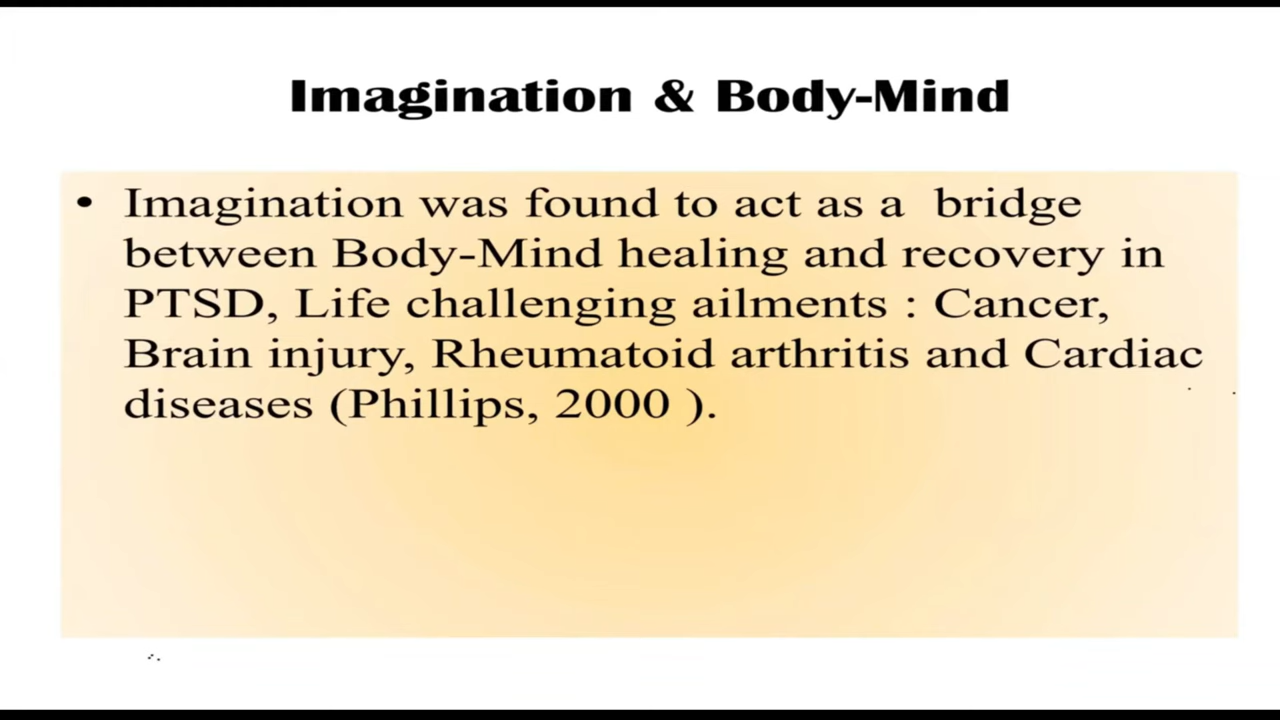 Imagination & Body-Mind
• Imagination was found to act as a bridge
between Body-Mind healing and recovery in
PTSD, Life challenging ailments : Cancer,
Brain injury, Rheumatoid arthritis and Cardiac
diseases (Phillips, 2000 ).